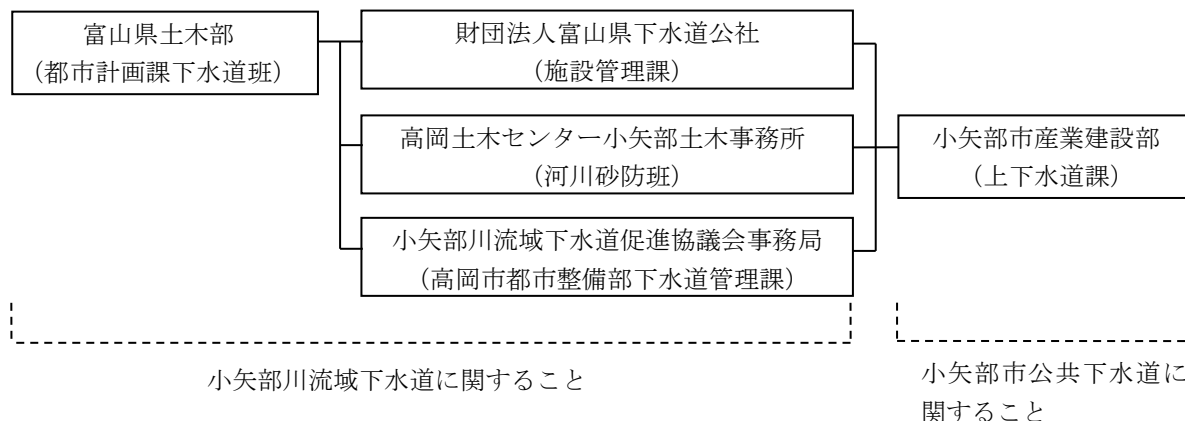 富山県土木部
(都市計画課下水道班)
財団法人富山県下水道公社
(施設管理課)
高岡土木センター小矢部土木事務所
(河川砂防班)
小矢部川流域下水道促進協議会事務局
(高岡市都市整備部下水道管理課)
小矢部市産業建設部
(上下水道課)
小矢部川流域下水道に関すること
小矢部市公共下水道に
関すること